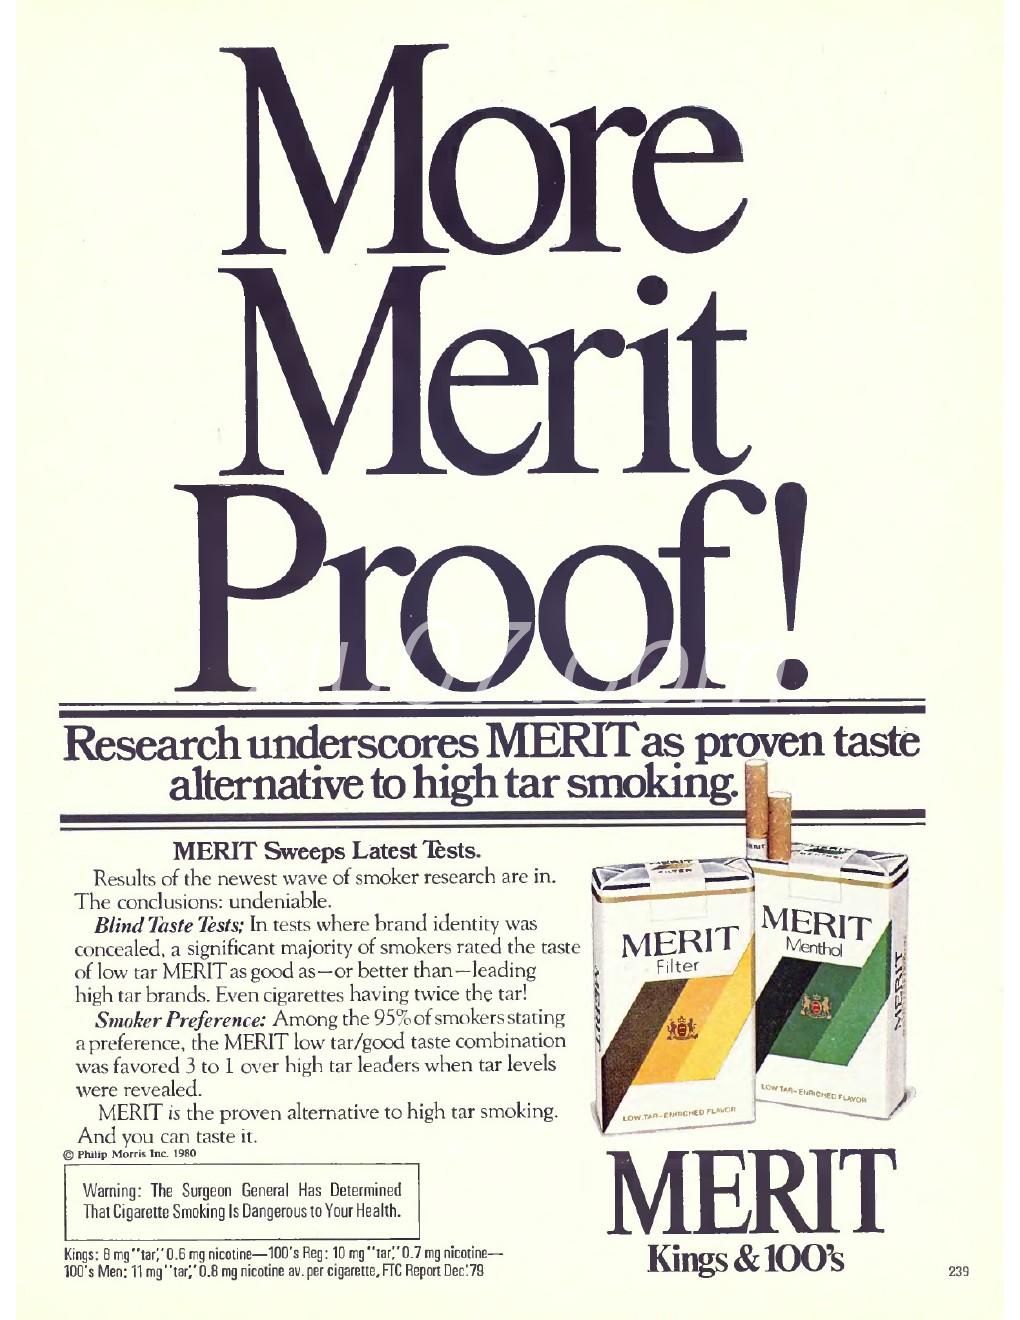 More
Merit
Proof!
xu07.com
Research underscores MERIT as proven taste
alternative to high tar smoking.
MERIT Sweeps Latest Tests.
Results of the newest wave of smoker research are in.
The conclusions: undeniable.
Blind Taste Tests: In tests where brand identity was
concealed, a significant majority of smokers rated the taste
of low tar MERIT as good as—or better than—leading
high tar brands. Even cigarettes having twice the tar!
Smoker Preference: Among the 95% of smokers stating
a preference, the MERIT low tar/good taste combination
was favored 3 to 1 over high tar leaders when tar levels
were revealed.
MERIT is the proven alternative to high tar smoking.
And you can taste it.
© Philip Morris Inc. 1980
Warning: The Surgeon General Has Determined
That Cigarette Smoking Is Dangerous to Your Health.
Kings: 8 mg "tar," 0.6 mg nicotine—100's Reg: 10 mg "tar," 0.7 mg nicotine—
100's Men: 11 mg "tar," 0.8 mg nicotine av. per cigarette, FTC Report Dec.'79
MERIT
MERIT
FILTER
MERIT
Filter
MERIT
LOW TAR–ENRICHED FLAVOR
MERIT
Menthol
MERIT
LOW TAR–ENRICHED FLAVOR
MERIT
Kings & 100's
239